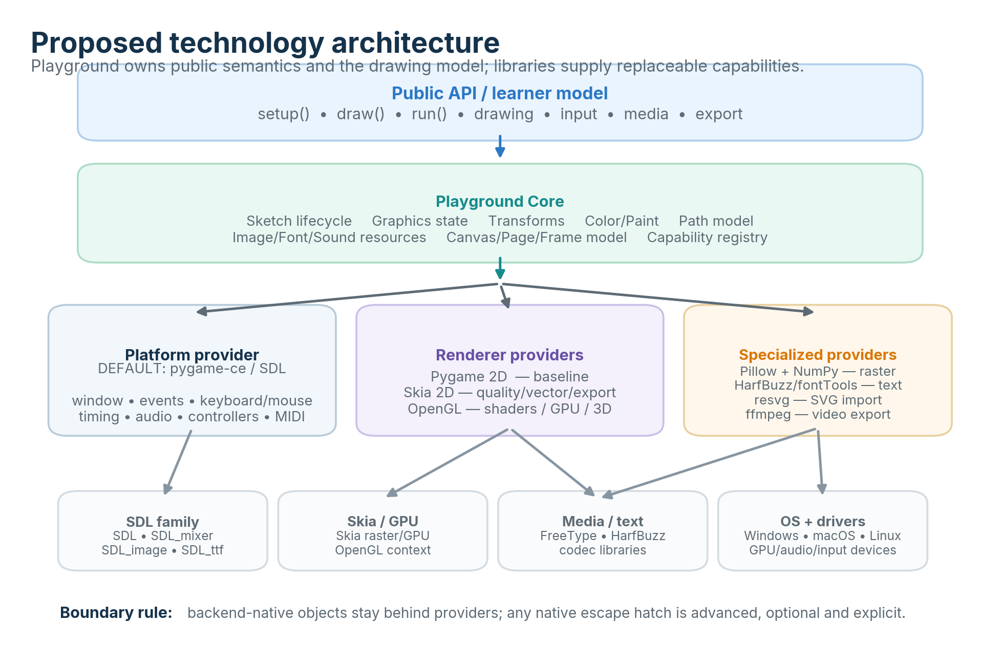 Proposed technology architecture
Playground owns public semantics and the drawing model; libraries supply replaceable capabilities.
Public API / learner model
setup() • draw() • run() • drawing • input • media • export
Playground Core
Sketch lifecycle Graphics state Transforms Color/Paint Path model
Image/Font/Sound resources Canvas/Page/Frame model Capability registry
Platform provider
DEFAULT: pygame-ce / SDL
window • events • keyboard/mouse
timing • audio • controllers • MIDI
Renderer providers
Pygame 2D — baseline
Skia 2D — quality/vector/export
OpenGL — shaders / GPU / 3D
Specialized providers
Pillow + NumPy — raster
HarfBuzz/fontTools — text
resvg — SVG import
ffmpeg — video export
SDL family
SDL • SDL_mixer
SDL_image • SDL_ttf
Skia / GPU
Skia raster/GPU
OpenGL context
Media / text
FreeType • HarfBuzz
codec libraries
OS + drivers
Windows • macOS • Linux
GPU/audio/input devices
Boundary rule: backend-native objects stay behind providers; any native escape hatch is advanced, optional and explicit.